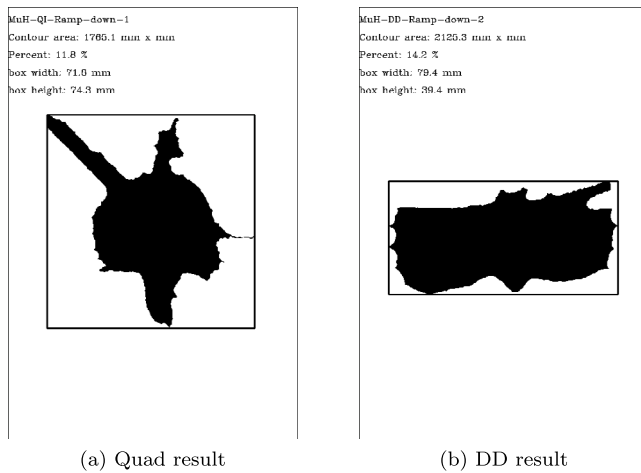 MuH-QI-Ramp-down-1
Contour area: 1765.1 mm x mm
Percent: 11.8 %
box width: 71.8 mm
box height: 74.3 mm
MuH-DD-Ramp-down-2
Contour area: 2125.3 mm x mm
Percent: 14.2 %
box width: 79.4 mm
box height: 39.4 mm
(a) Quad result
(b) DD result